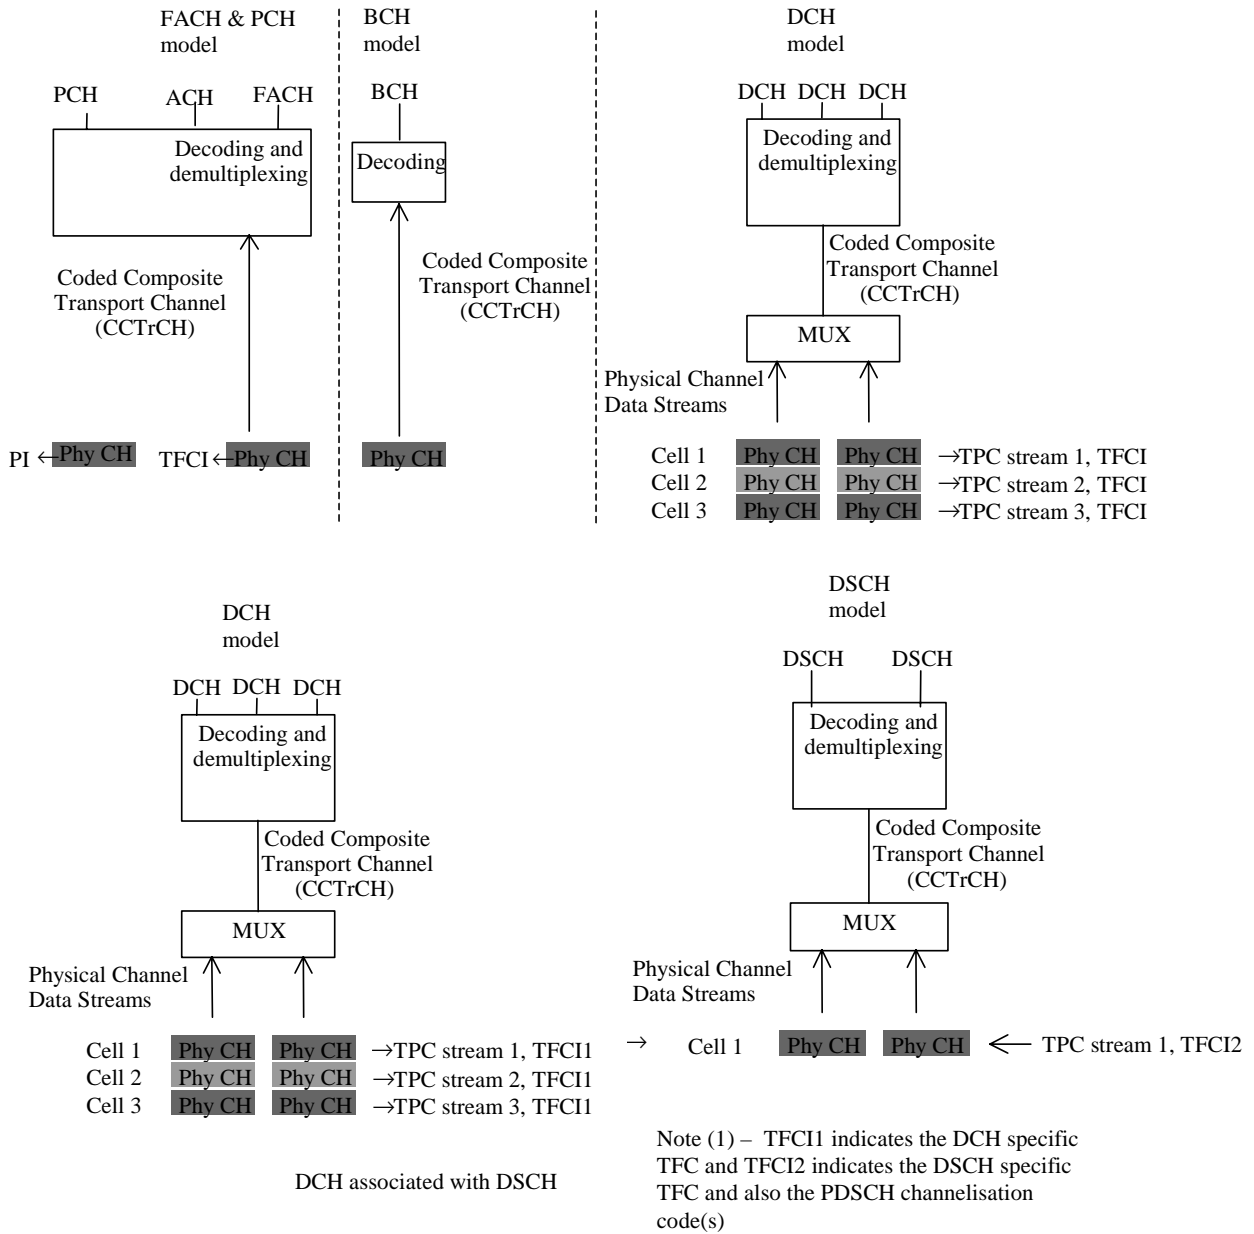 FACH & PCH
model
PCH
ACH
FACH
Decoding and
demultiplexing
Coded Composite
Transport Channel
(CCTrCH)
PI ←
Phy CH
TFCI ←
Phy CH
BCH
model
BCH
Decoding
Coded Composite
Transport Channel
(CCTrCH)
Phy CH
DCH
model
DCH DCH DCH
Decoding and
demultiplexing
Coded Composite
Transport Channel
(CCTrCH)
MUX
Physical Channel
Data Streams
Cell 1 Phy CH Phy CH →TPC stream 1, TFCI
Cell 2 Phy CH Phy CH →TPC stream 2, TFCI
Cell 3 Phy CH Phy CH →TPC stream 3, TFCI
DCH
model
DCH DCH DCH
Decoding and
demultiplexing
Coded Composite
Transport Channel
(CCTrCH)
MUX
Physical Channel
Data Streams
Cell 1 Phy CH Phy CH →TPC stream 1, TFCI1
Cell 2 Phy CH Phy CH →TPC stream 2, TFCI1
Cell 3 Phy CH Phy CH →TPC stream 3, TFCI1
DCH associated with DSCH
DSCH
model
DSCH DSCH
Decoding and
demultiplexing
Coded Composite
Transport Channel
(CCTrCH)
MUX
Physical Channel
Data Streams
→ Cell 1 Phy CH Phy CH ← TPC stream 1, TFCI2
Note (1) – TFCI1 indicates the DCH specific
TFC and TFCI2 indicates the DSCH specific
TFC and also the PDSCH channelisation
code(s)